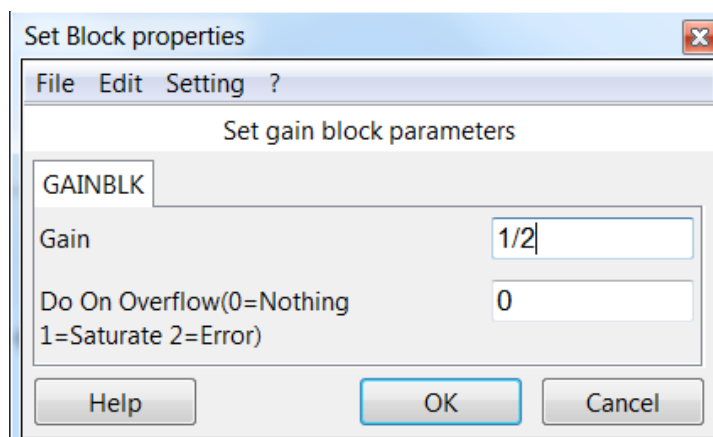 Set Block properties
File Edit Setting ?
Set gain block parameters
GAINBLK
Gain 1/2
Do On Overflow(0=Nothing 0
1=Saturate 2=Error)
Help OK Cancel